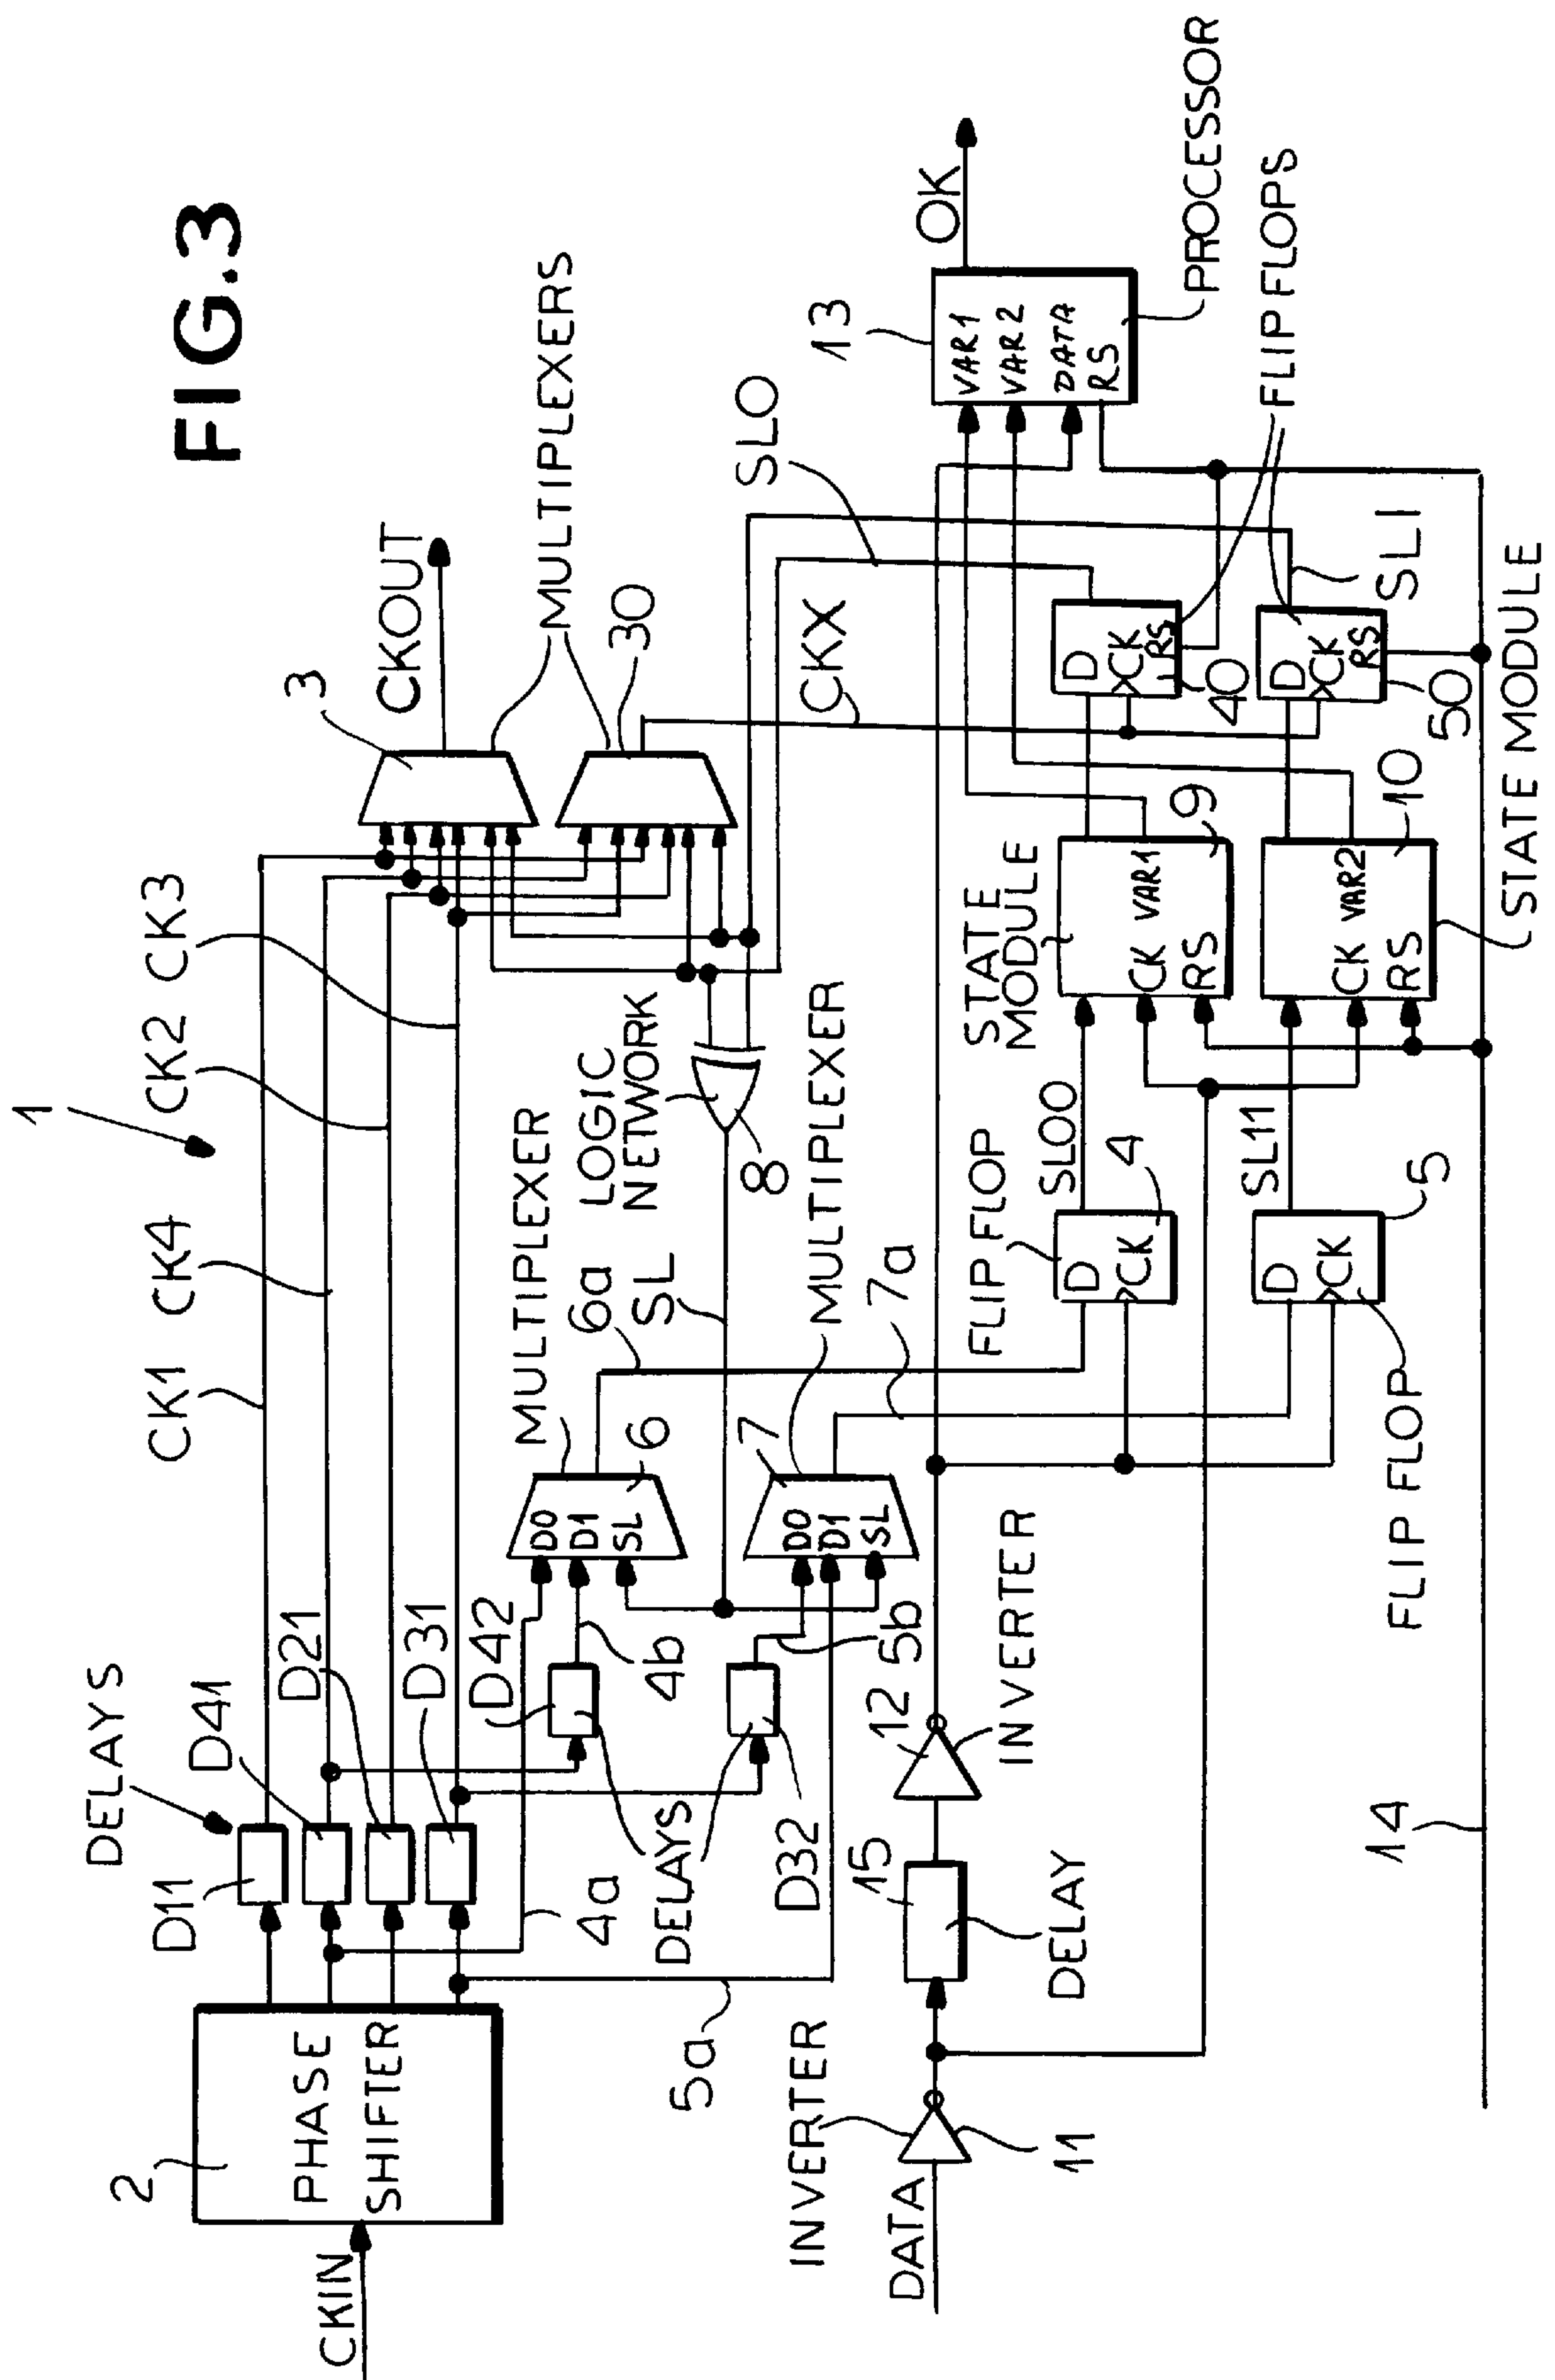 FIG.3
1
CK1
CK4
CK2
CK3
DELAYS
D11
D41
D21
D31
2
PHASE
SHIFTER
CKIN
3
CKOUT
MULTIPLEXERS
30
CKX
SLO
4a
D42
4b
DELAYS
D32
5b
5a
MULTIPLEXER
D0
D1
SL
6
6a
SL
LOGIC
NETWORK
8
7
D0
D1
SL
MULTIPLEXER
7a
13
VAR1
VAR2
DATA
RS
OK
PROCESSOR
INVERTER
DATA
11
15
DELAY
12
INVERTER
FLIP FLOP
D
CK
4
SL00
STATE
MODULE
CK
VAR1
RS
9
D
CK
RS
40
FLIP FLOPS
D
CK
5
FLIP FLOP
SL11
CK
VAR2
RS
10
STATE MODULE
D
CK
RS
50
SL1
14